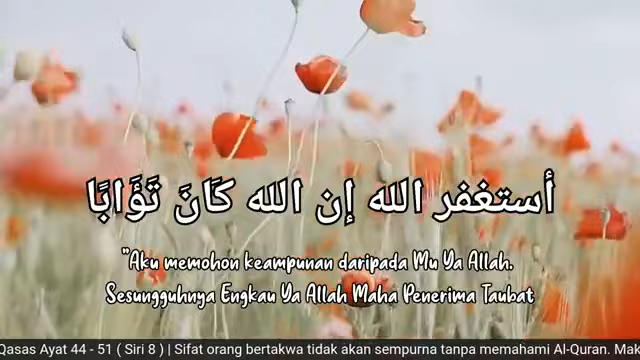 أستغفر الله إن الله كَانَ تَوَّابًا
"Aku memohon keampunan daripada Mu Ya Allah.
Sesungguhnya Engkau Ya Allah Maha Penerima Taubat
Qasas Ayat 44 - 51 ( Siri 8 ) | Sifat orang bertakwa tidak akan sempurna tanpa memahami Al-Quran. Mak